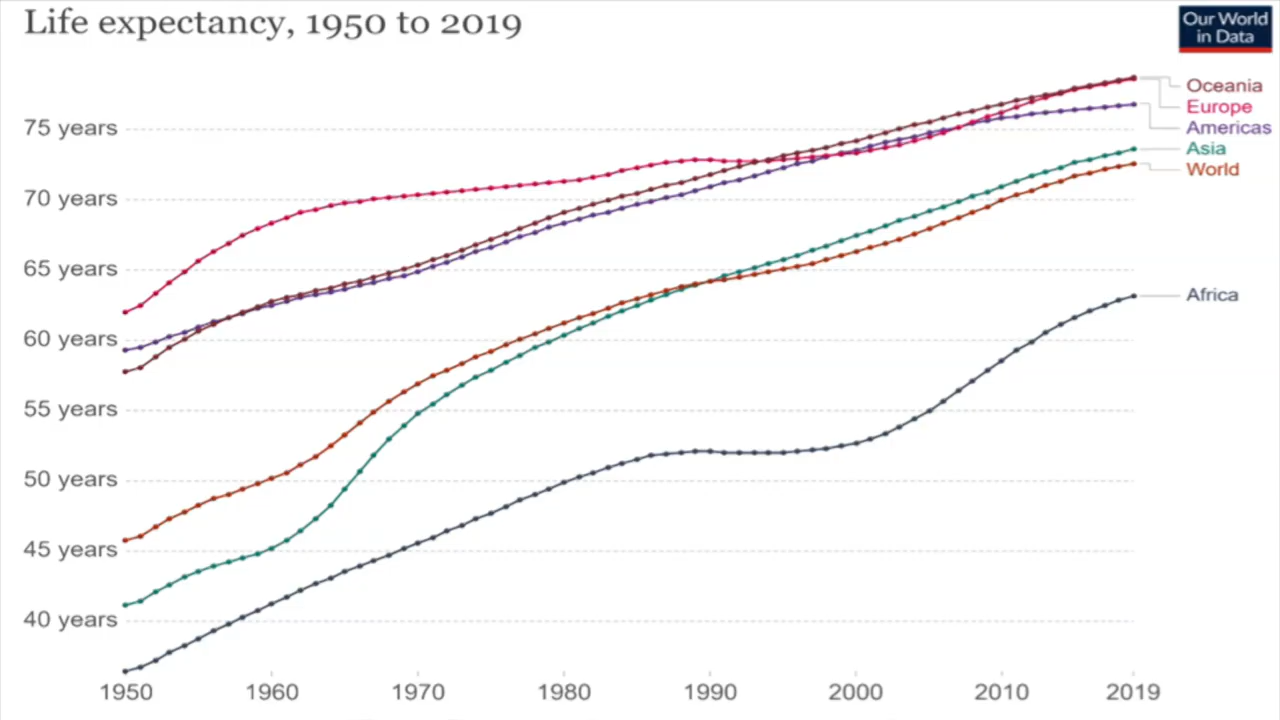 Life expectancy, 1950 to 2019
Our World
in Data
75 years
70 years
65 years
60 years
55 years
50 years
45 years
40 years
Oceania
Europe
Americas
Asia
World
Africa
1950 1960 1970 1980 1990 2000 2010 2019